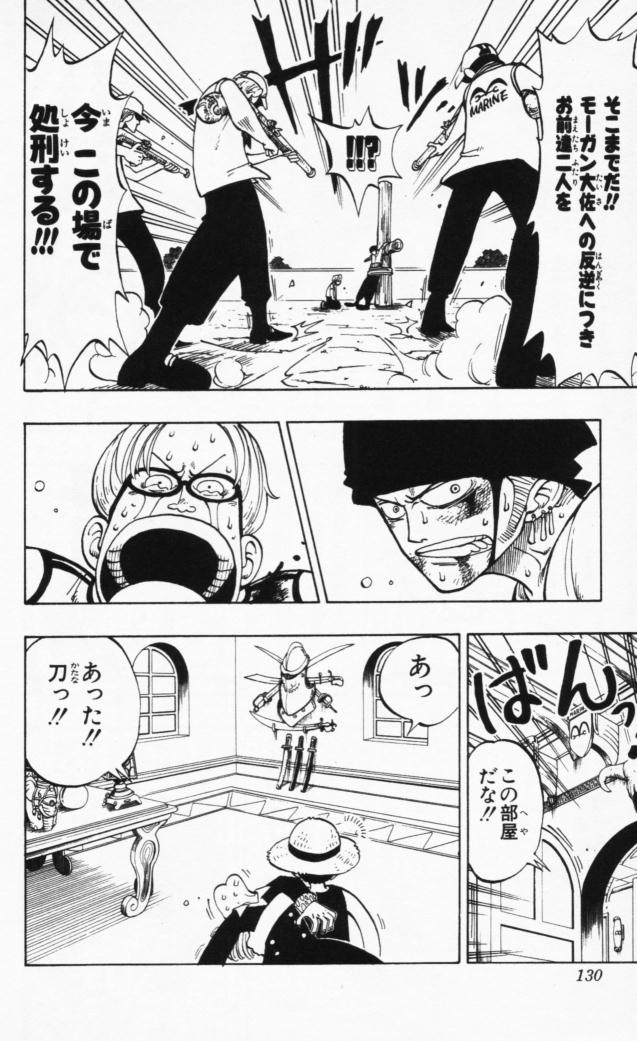 そこまでだ!!
モーガン大佐への反逆につき
お前達二人を
MARINE
!!!?
今 この場で
処刑する!!!
ばんっ
この部屋
だな!!
あっ
あった!!
刀っ!!
130